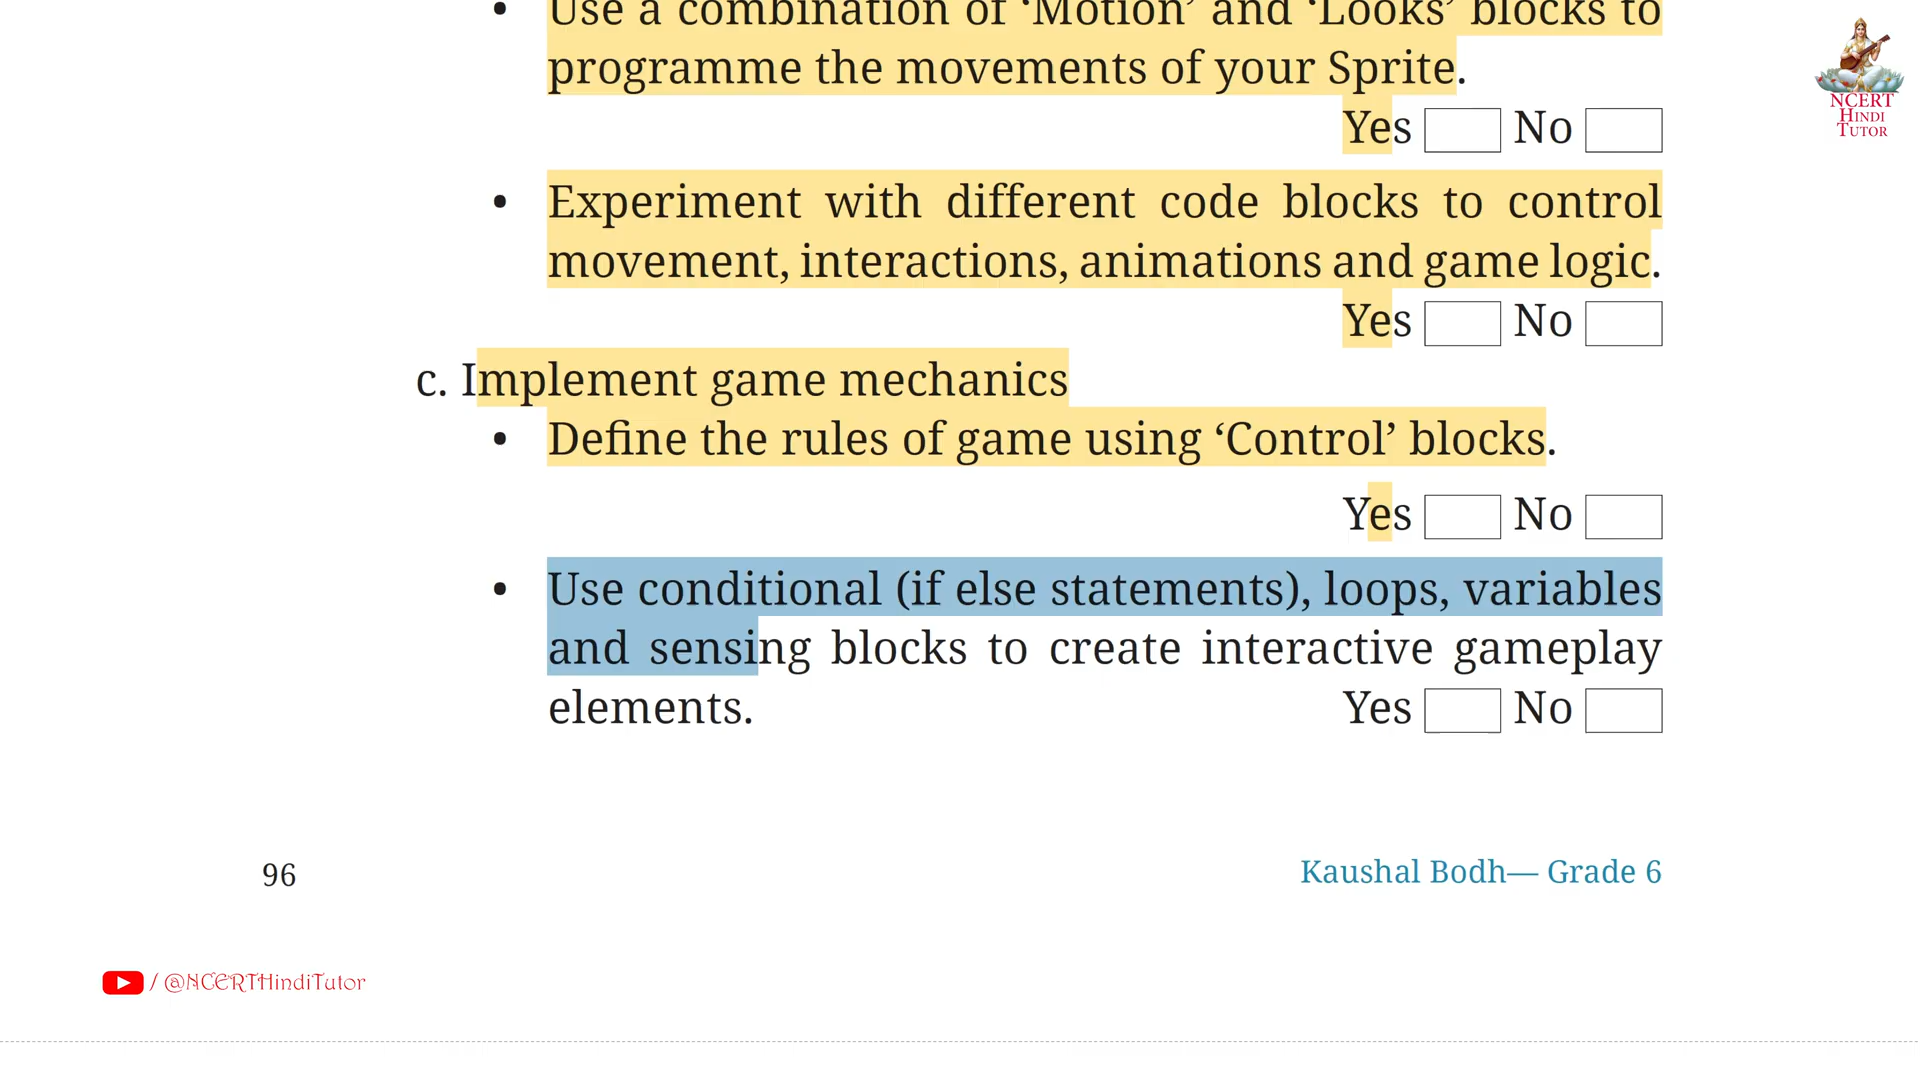 • Use a combination of ‘Motion’ and ‘Looks’ blocks to
programme the movements of your Sprite.
Yes No
• Experiment with different code blocks to control
movement, interactions, animations and game logic.
Yes No
c. Implement game mechanics
• Define the rules of game using ‘Control’ blocks.
Yes No
• Use conditional (if else statements), loops, variables
and sensing blocks to create interactive gameplay
elements. Yes No
96
Kaushal Bodh— Grade 6
/ @NCERTHindiTutor
NCERT
HINDI
TUTOR